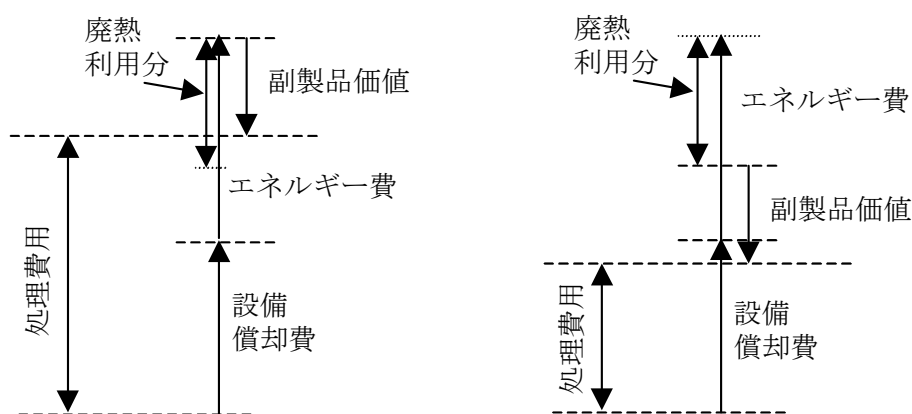 廃熱
利用分
副製品価値
エネルギー費
処理費用
設備
償却費
廃熱
利用分
エネルギー費
副製品価値
処理費用
設備
償却費